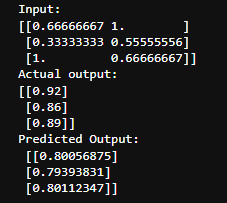 Input:
[[0.66666667 1.        ]
 [0.33333333 0.55555556]
 [1.         0.66666667]]
Actual output:
[[0.92]
 [0.86]
 [0.89]]
Predicted Output:
 [[0.80056875]
 [0.79393831]
 [0.80112347]]